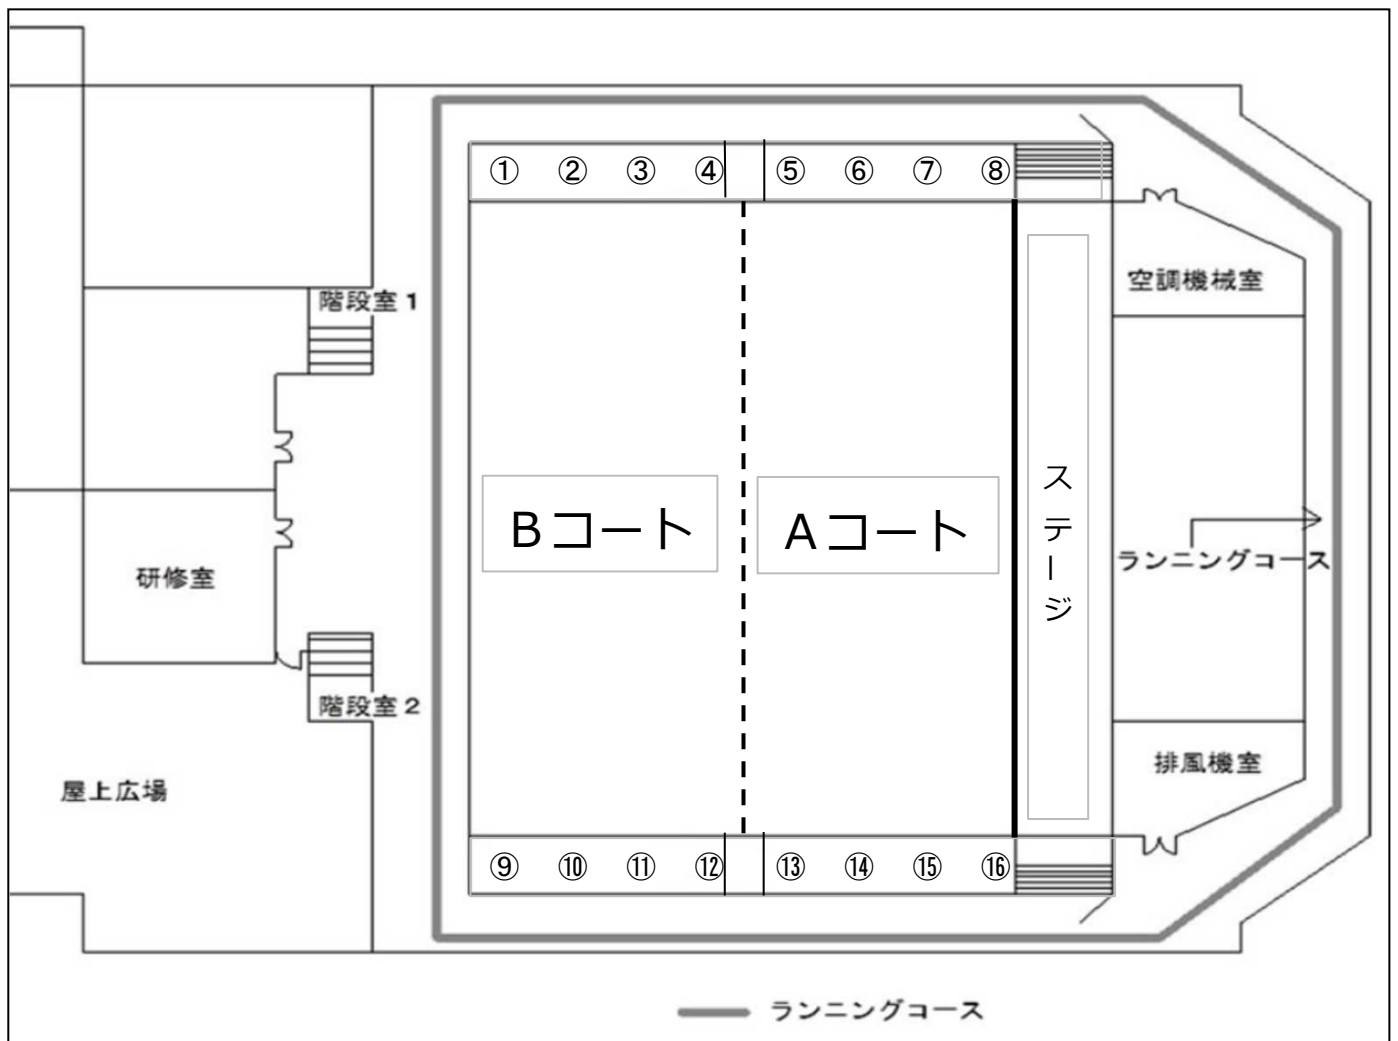 ① ② ③ ④ ⑤ ⑥ ⑦ ⑧
階段室1
空調機械室
Bコート
Aコート
ステージ
ランニングコース
研修室
階段室2
排風機室
屋上広場
⑨ ⑩ ⑪ ⑫ ⑬ ⑭ ⑮ ⑯
ランニングコース